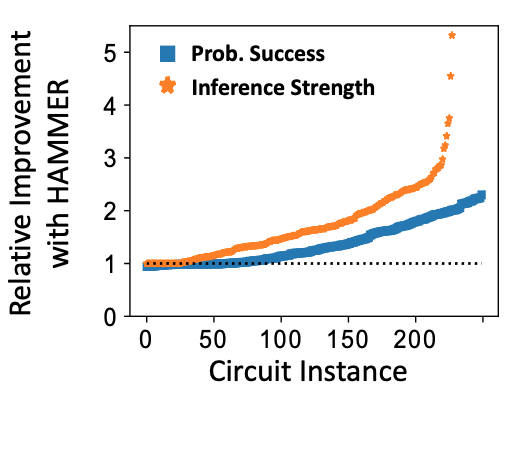 Relative Improvement
with HAMMER
5
4
3
2
1
0
Prob. Success
Inference Strength
0 50 100 150 200
Circuit Instance